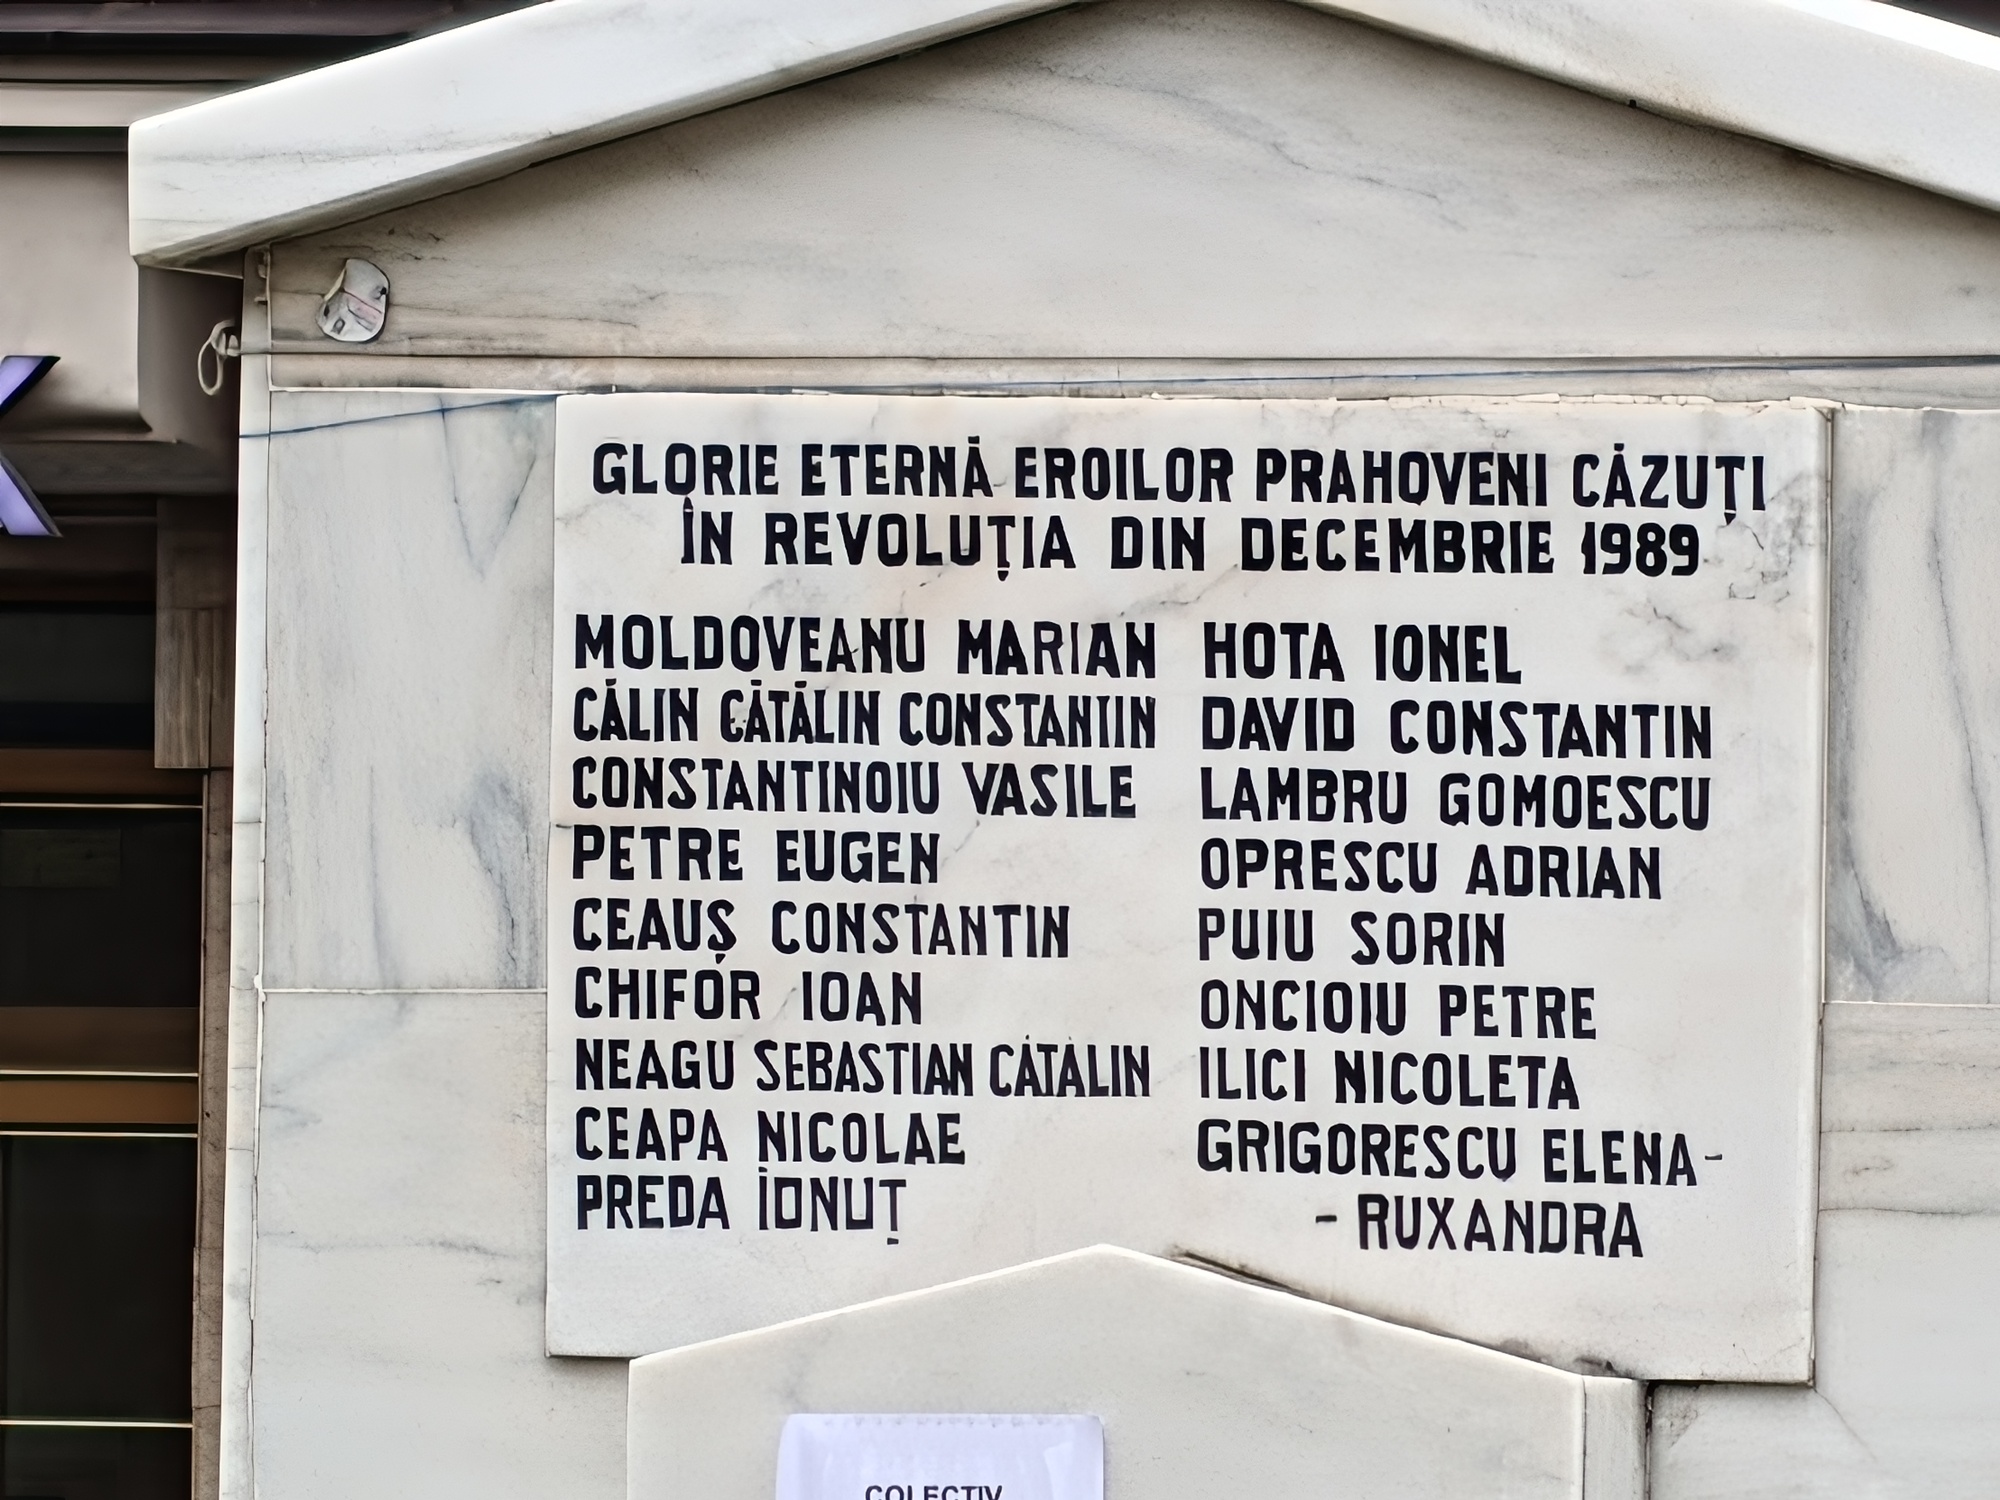 GLORIE ETERNĂ EROILOR PRAHOVENI CĂZUȚI
ÎN REVOLUȚIA DIN DECEMBRIE 1989
MOLDOVEANU MARIAN
CĂLIN CĂTĂLIN CONSTANTIN
CONSTANTINOIU VASILE
PETRE EUGEN
CEAUȘ CONSTANTIN
CHIFOR IOAN
NEAGU SEBASTIAN CĂTĂLIN
CEAPA NICOLAE
PREDA IONUȚ
HOTA IONEL
DAVID CONSTANTIN
LAMBRU GOMOESCU
OPRESCU ADRIAN
PUIU SORIN
ONCIOIU PETRE
ILICI NICOLETA
GRIGORESCU ELENA-
- RUXANDRA
COLECTIV
X